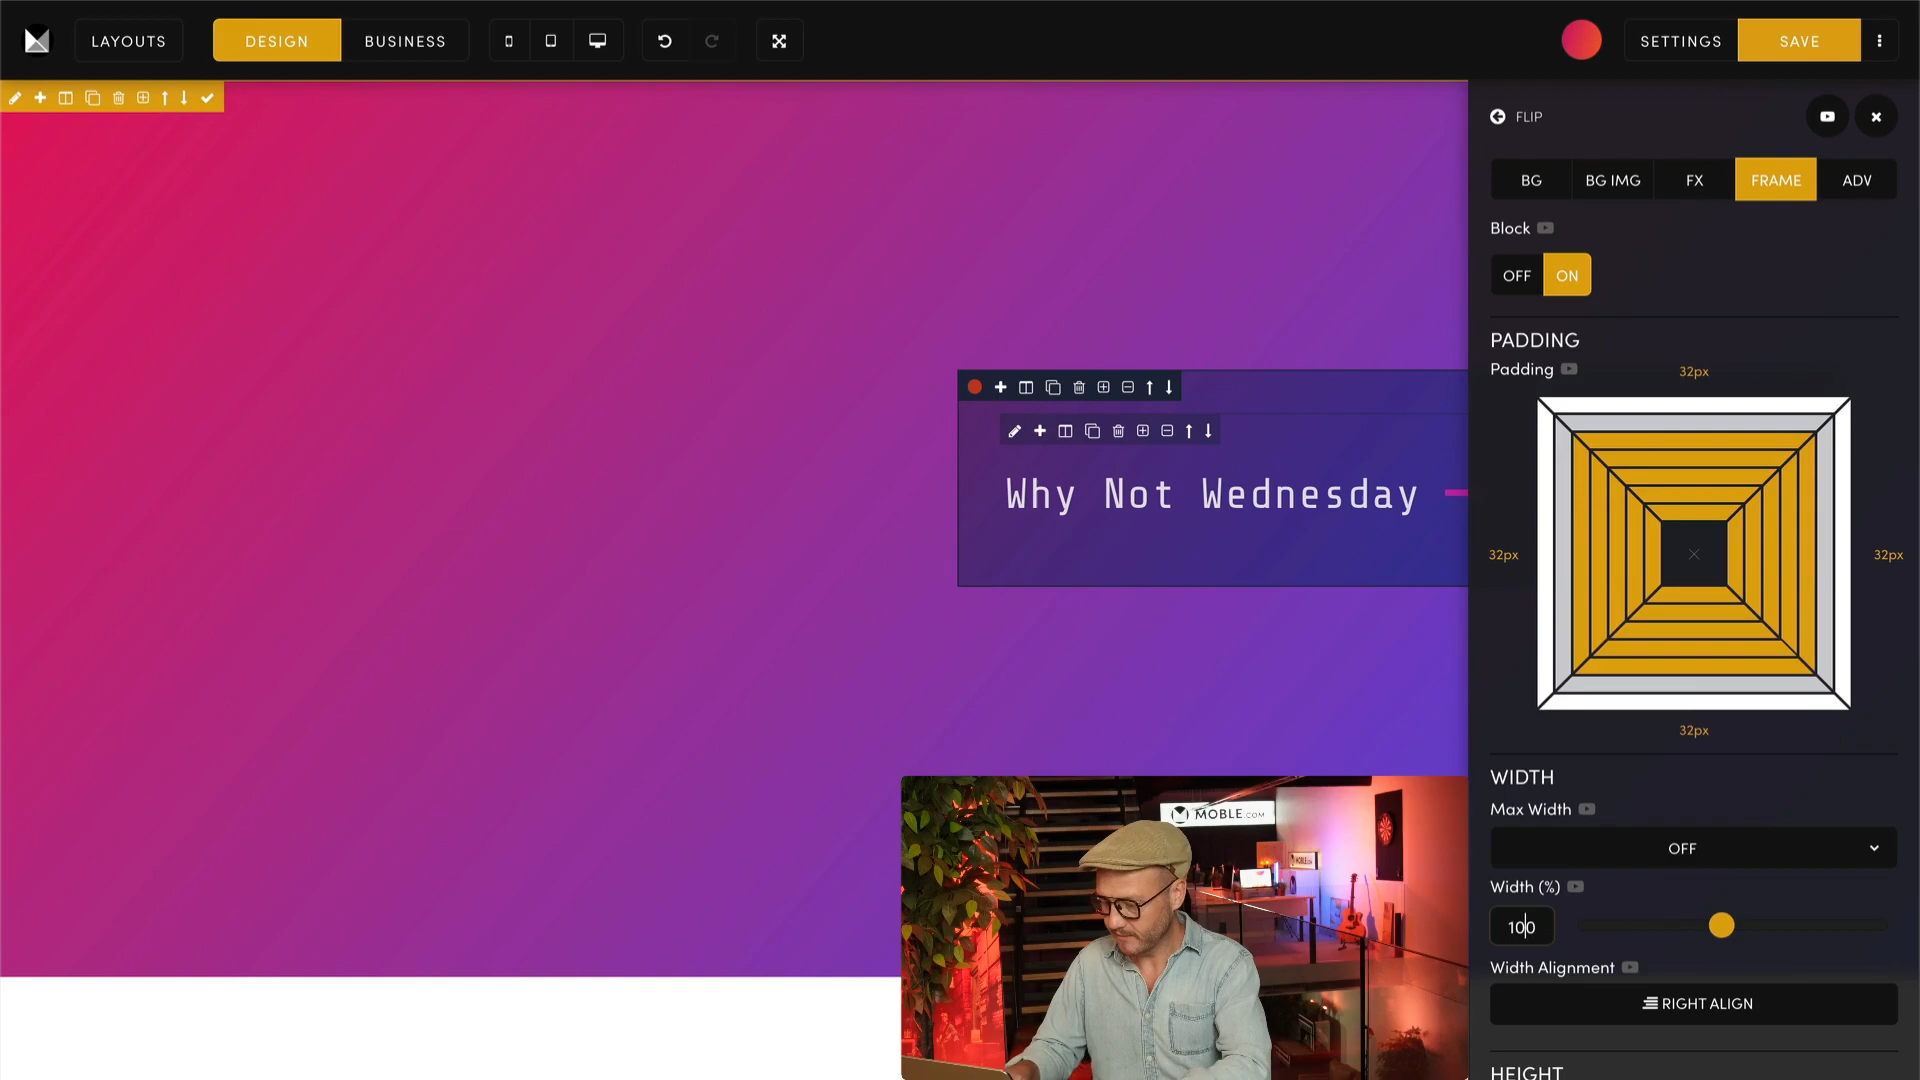 LAYOUTS DESIGN BUSINESS SETTINGS SAVE
FLIP
BG BG IMG FX FRAME ADV
Block
OFF ON
PADDING
Padding
32px
32px 32px
32px
Why Not Wednesday
WIDTH
Max Width
OFF
Width (%)
100
Width Alignment
RIGHT ALIGN
HEIGHT
MOBLE.COM